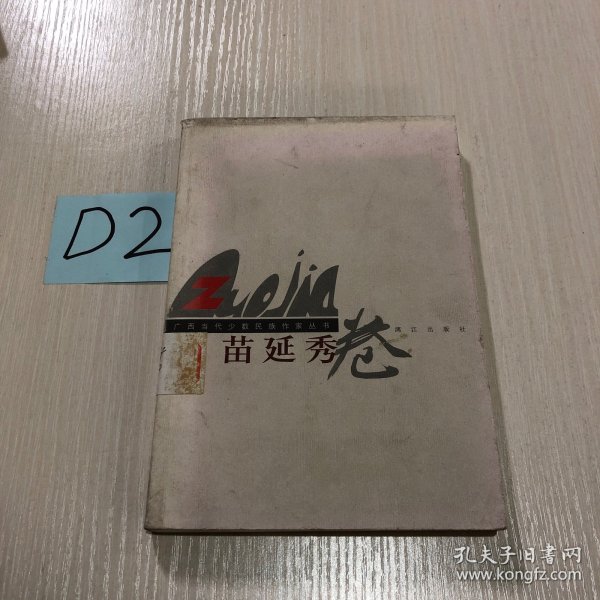 D2
Zuojia
广西当代少数民族作家丛书
漓江出版社
苗延秀卷
孔夫子旧书网
www.kongfz.com